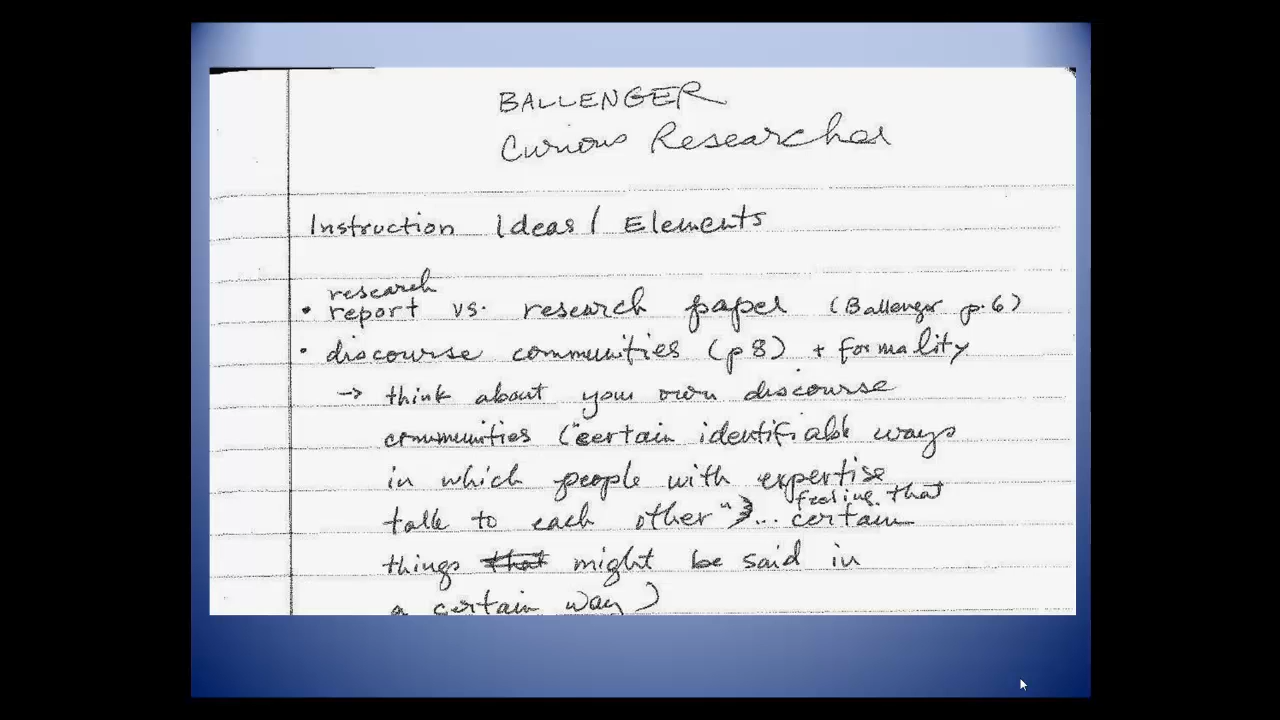 BALLENGER
Curious Researcher
Instruction Ideas / Elements
research
• report vs. research paper (Ballenger p.6)
• discourse communities (p8) + formality
→ think about your own discourse
communities ("certain identifiable ways
in which people with expertise
feeling that
talk to each other" ... certain
things that might be said in
a certain way)